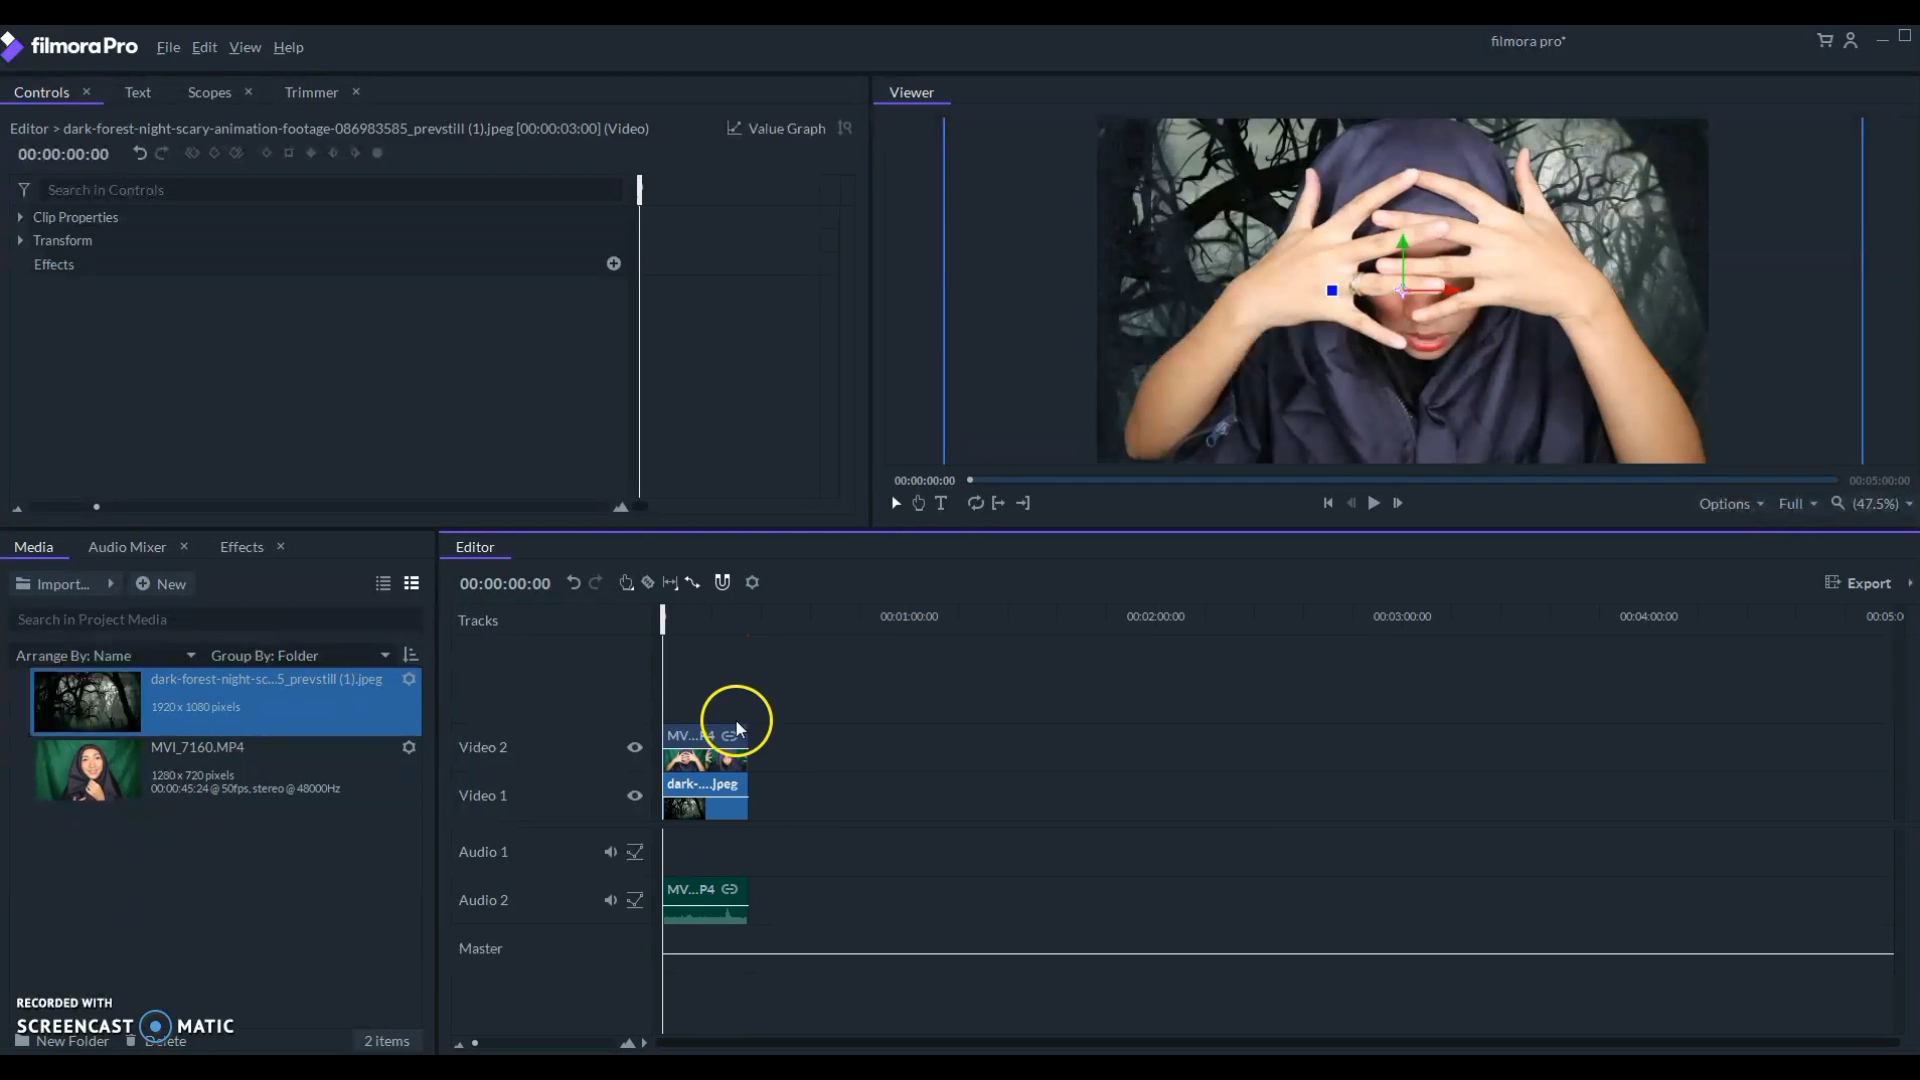 filmoraPro File Edit View Help
filmora pro*
Controls Text Scopes Trimmer
Viewer
Editor > dark-forest-night-scary-animation-footage-086983585_prevstill (1).jpeg [00:00:03:00] (Video)
Value Graph
00:00:00:00
Search in Controls
Clip Properties
Transform
Effects
00:00:00:00
00:05:00:00
Options Full (47.5%)
Media Audio Mixer Effects
Editor
Import... New
00:00:00:00
Export
Search in Project Media
Tracks
00:01:00:00 00:02:00:00 00:03:00:00 00:04:00:00 00:05:0
Arrange By: Name Group By: Folder
dark-forest-night-sc...5_prevstill (1).jpeg
1920 x 1080 pixels
MVI_7160.MP4
1280 x 720 pixels
00:00:45:24 @ 50fps, stereo @ 48000Hz
Video 2
MV...P4
Video 1
dark-....jpeg
Audio 1
Audio 2
MV...P4
Master
RECORDED WITH
SCREENCAST MATIC
New Folder Delete
2 items